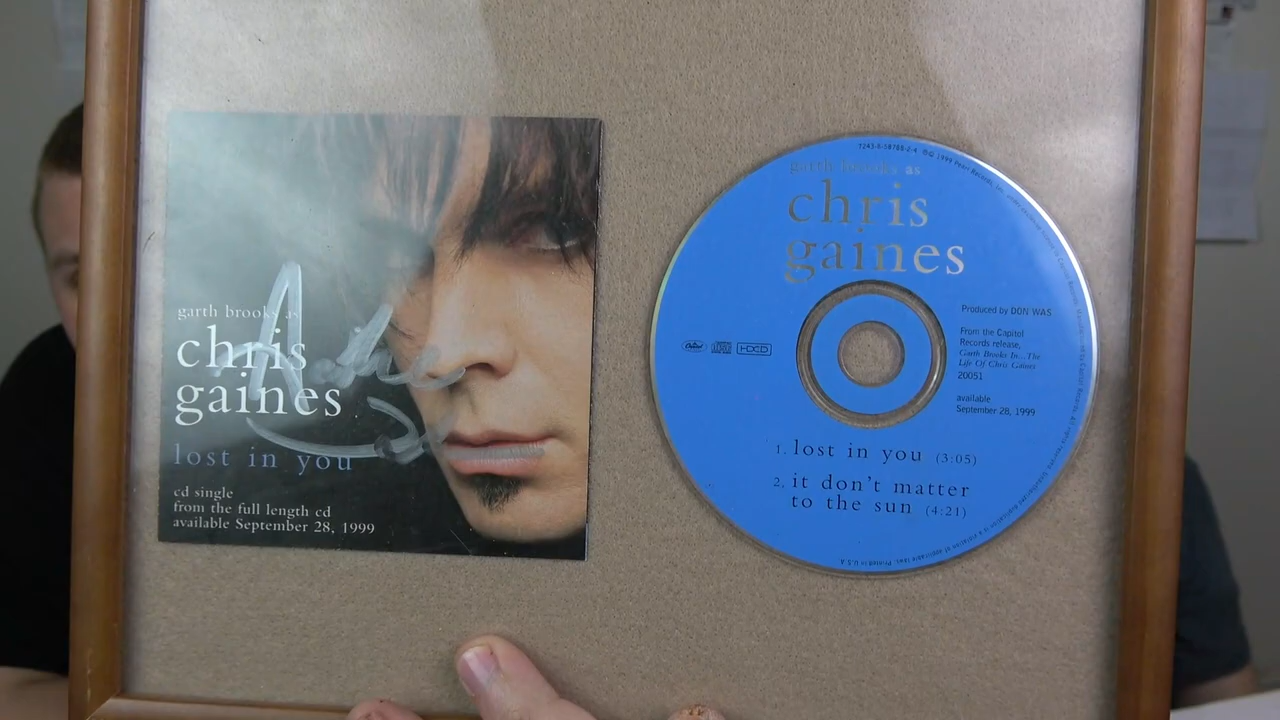 garth brooks as
chris
gaines
lost in you
cd single
from the full length cd
available September 28, 1999
garth brooks as
chris
gaines
Produced by DON WAS
From the Capitol
Records release,
Garth Brooks In...The
Life Of Chris Gaines
20051
available
September 28, 1999
HDCD
1. lost in you (3:05)
2. it don't matter
to the sun (4:21)